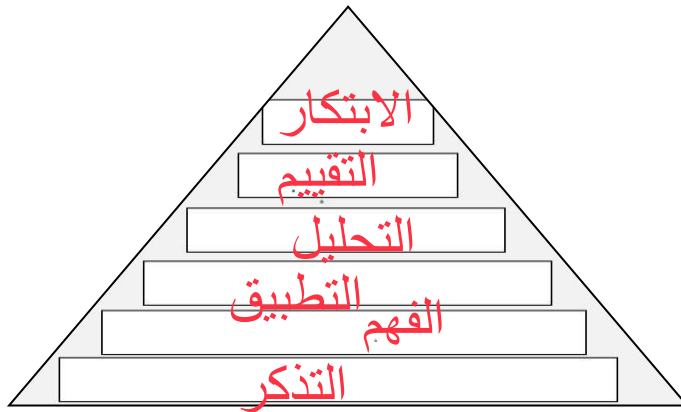 الابتكار
التقييم
التحليل
التطبيق
الفهم
التذكر